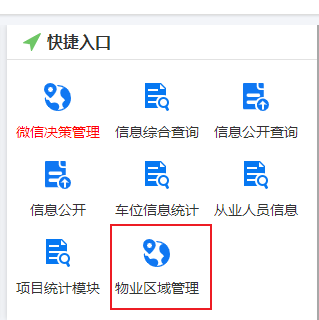 快捷入口
微信决策管理 信息综合查询 信息公开查询
信息公开 车位信息统计 从业人员信息
项目统计模块 物业区域管理